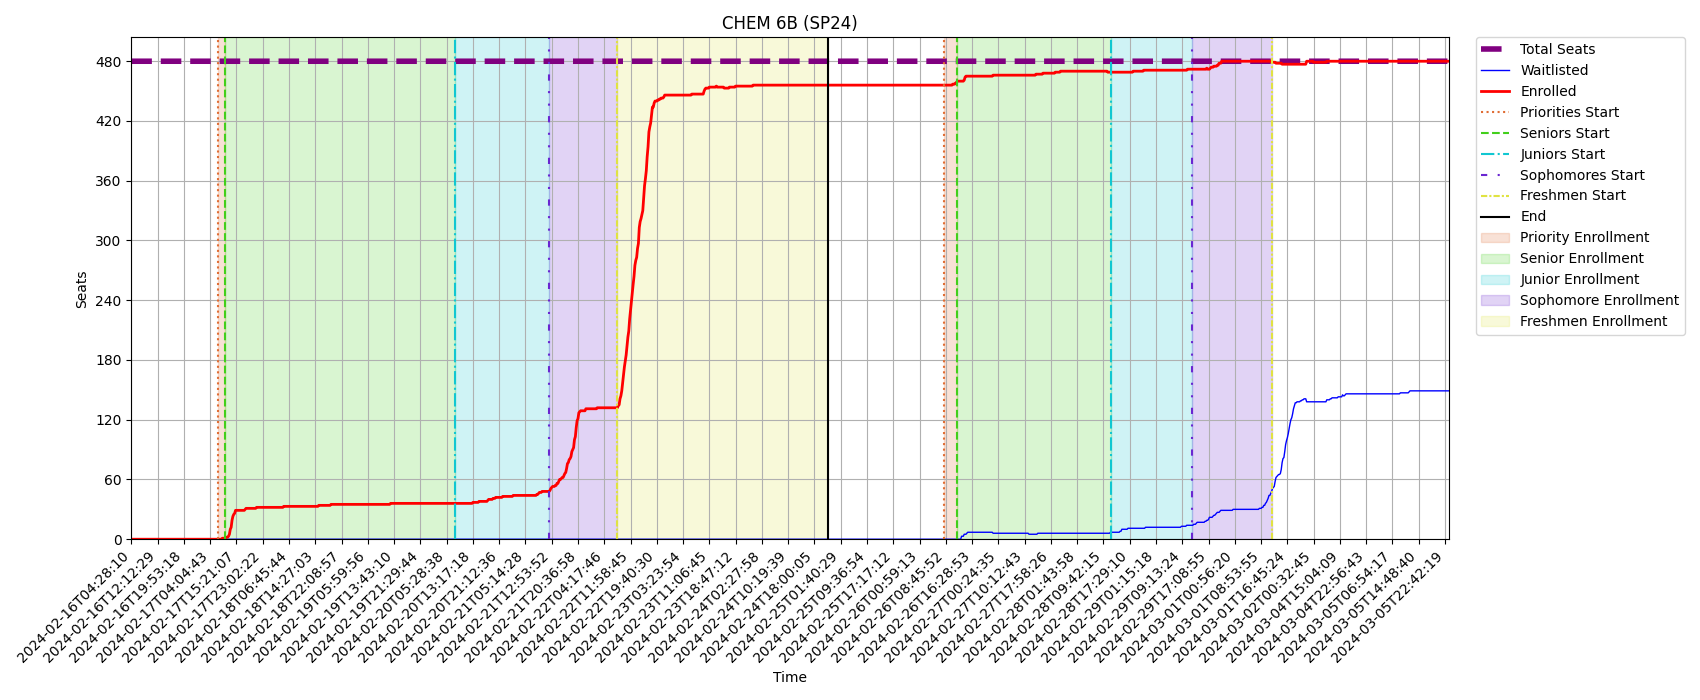 CHEM 6B (SP24)
Seats
480
420
360
300
240
180
120
60
0
2024-02-16T04:28:10
2024-02-16T12:12:29
2024-02-16T19:53:18
2024-02-17T04:04:43
2024-02-17T15:21:07
2024-02-17T23:02:22
2024-02-18T06:45:44
2024-02-18T14:27:03
2024-02-18T22:08:57
2024-02-19T05:59:56
2024-02-19T13:43:10
2024-02-19T21:29:44
2024-02-20T05:28:38
2024-02-20T13:17:18
2024-02-20T21:12:36
2024-02-21T05:14:28
2024-02-21T12:53:52
2024-02-21T20:36:58
2024-02-22T04:17:46
2024-02-22T11:58:45
2024-02-22T19:40:30
2024-02-23T03:23:54
2024-02-23T11:06:45
2024-02-23T18:47:12
2024-02-24T02:27:58
2024-02-24T10:19:39
2024-02-24T18:00:05
2024-02-25T01:40:29
2024-02-25T09:36:54
2024-02-25T17:17:12
2024-02-26T00:59:13
2024-02-26T08:45:52
2024-02-26T16:28:53
2024-02-27T00:24:35
2024-02-27T10:12:43
2024-02-27T17:58:26
2024-02-28T01:43:58
2024-02-28T09:42:15
2024-02-28T17:29:10
2024-02-29T01:15:18
2024-02-29T09:13:24
2024-02-29T17:08:55
2024-03-01T00:56:20
2024-03-01T08:53:55
2024-03-01T16:45:24
2024-03-02T00:32:45
2024-03-04T15:04:09
2024-03-04T22:56:43
2024-03-05T06:54:17
2024-03-05T14:48:40
2024-03-05T22:42:19
Time
Total Seats
Waitlisted
Enrolled
Priorities Start
Seniors Start
Juniors Start
Sophomores Start
Freshmen Start
End
Priority Enrollment
Senior Enrollment
Junior Enrollment
Sophomore Enrollment
Freshmen Enrollment